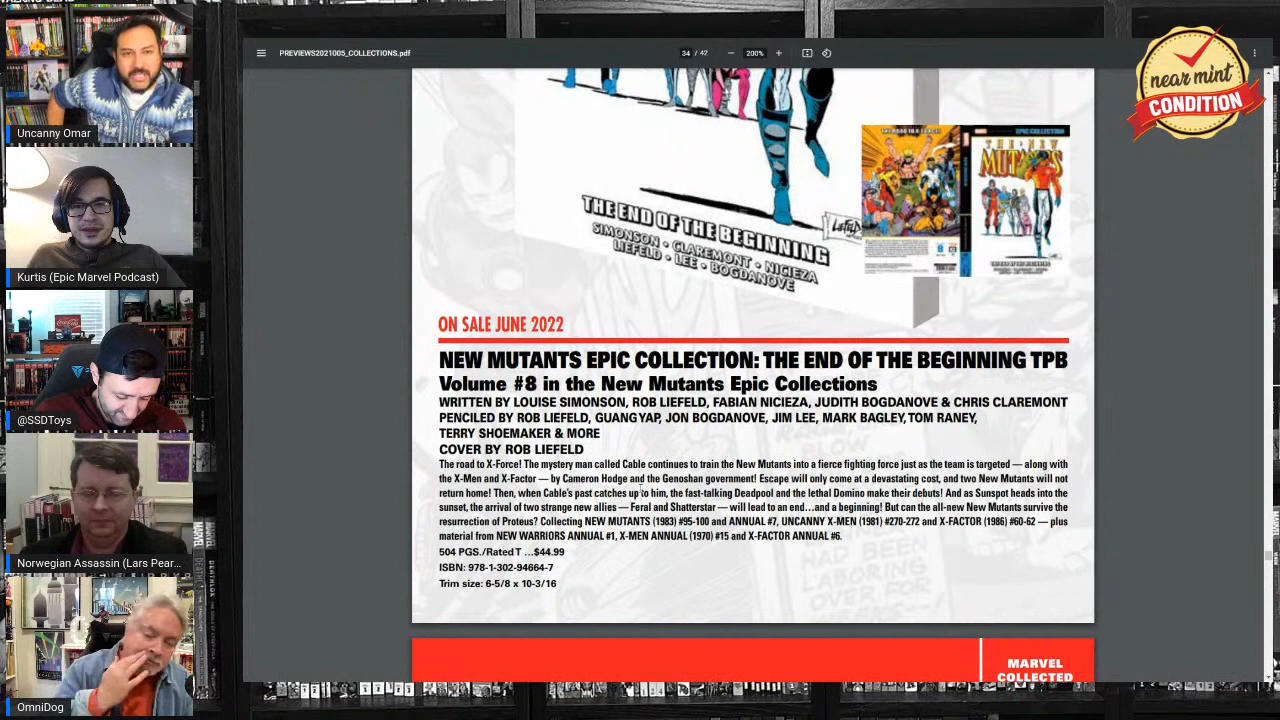 PREVIEWS2021005_COLLECTIONS.pdf
34 / 42
200%
near mint
CONDITION
Uncanny Omar
Kurtis (Epic Marvel Podcast)
@SSDToys
Norwegian Assassin (Lars Pear...
OmniDog
THE END OF THE BEGINNING
SIMONSON • CLAREMONT • NICIEZA
LIEFELD • LEE • BOGDANOVE
EPIC COLLECTION
THE NEW
MUTANTS
ON SALE JUNE 2022
NEW MUTANTS EPIC COLLECTION: THE END OF THE BEGINNING TPB
Volume #8 in the New Mutants Epic Collections
WRITTEN BY LOUISE SIMONSON, ROB LIEFELD, FABIAN NICIEZA, JUDITH BOGDANOVE & CHRIS CLAREMONT
PENCILED BY ROB LIEFELD, GUANG YAP, JON BOGDANOVE, JIM LEE, MARK BAGLEY, TOM RANEY,
TERRY SHOEMAKER & MORE
COVER BY ROB LIEFELD
The road to X-Force! The mystery man called Cable continues to train the New Mutants into a fierce fighting force just as the team is targeted — along with
the X-Men and X-Factor — by Cameron Hodge and the Genoshan government! Escape will only come at a devastating cost, and two New Mutants will not
return home! Then, when Cable's past catches up to him, the fast-talking Deadpool and the lethal Domino make their debuts! And as Sunspot heads into the
sunset, the arrival of two strange new allies — Feral and Shatterstar — will lead to an end...and a beginning! But can the all-new New Mutants survive the
resurrection of Proteus? Collecting NEW MUTANTS (1983) #95-100 and ANNUAL #7, UNCANNY X-MEN (1981) #270-272 and X-FACTOR (1986) #60-62 — plus
material from NEW WARRIORS ANNUAL #1, X-MEN ANNUAL (1970) #15 and X-FACTOR ANNUAL #6.
504 PGS./Rated T ...$44.99
ISBN: 978-1-302-94664-7
Trim size: 6-5/8 x 10-3/16
MARVEL
COLLECTED